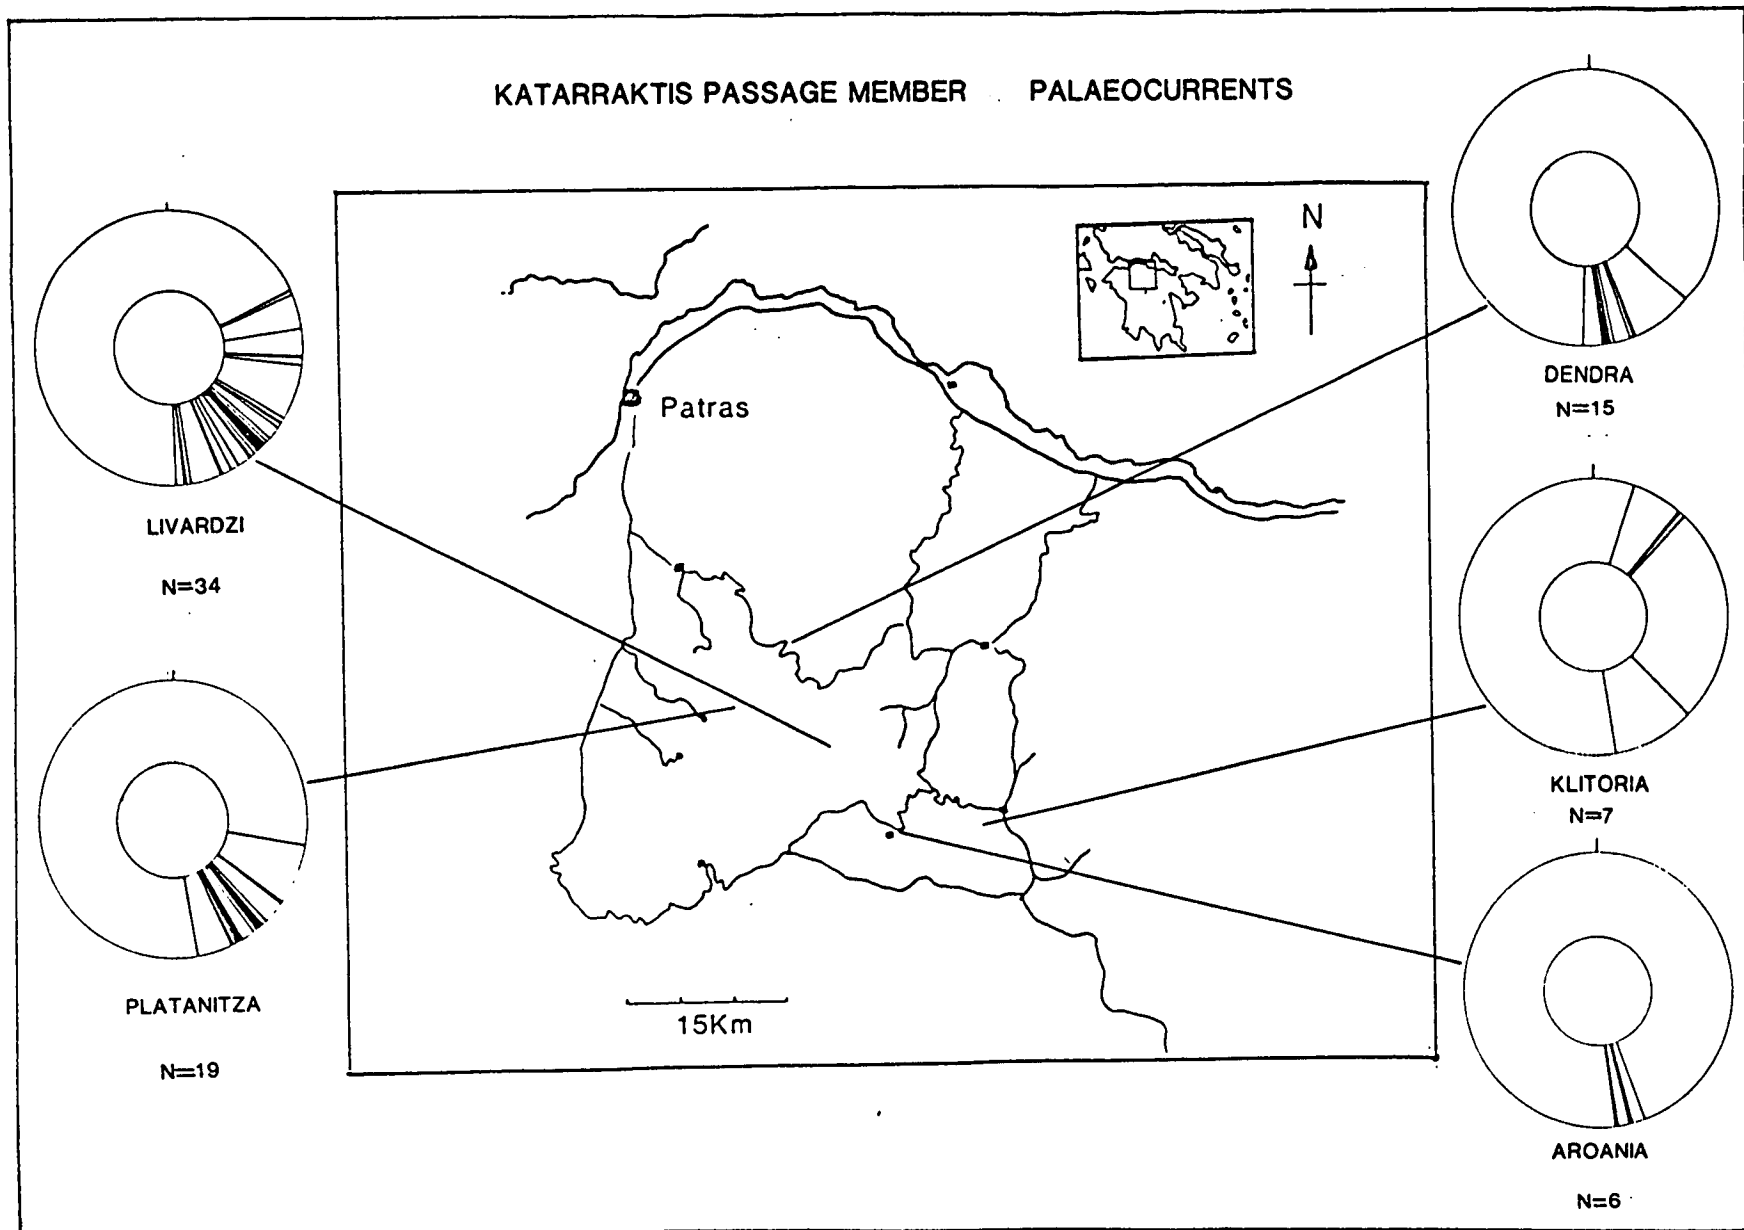 KATARRAKTIS PASSAGE MEMBER PALAEOCURRENTS
N
Patras
15Km
LIVARDZI
N=34
PLATANITZA
N=19
DENDRA
N=15
KLITORIA
N=7
AROANIA
N=6